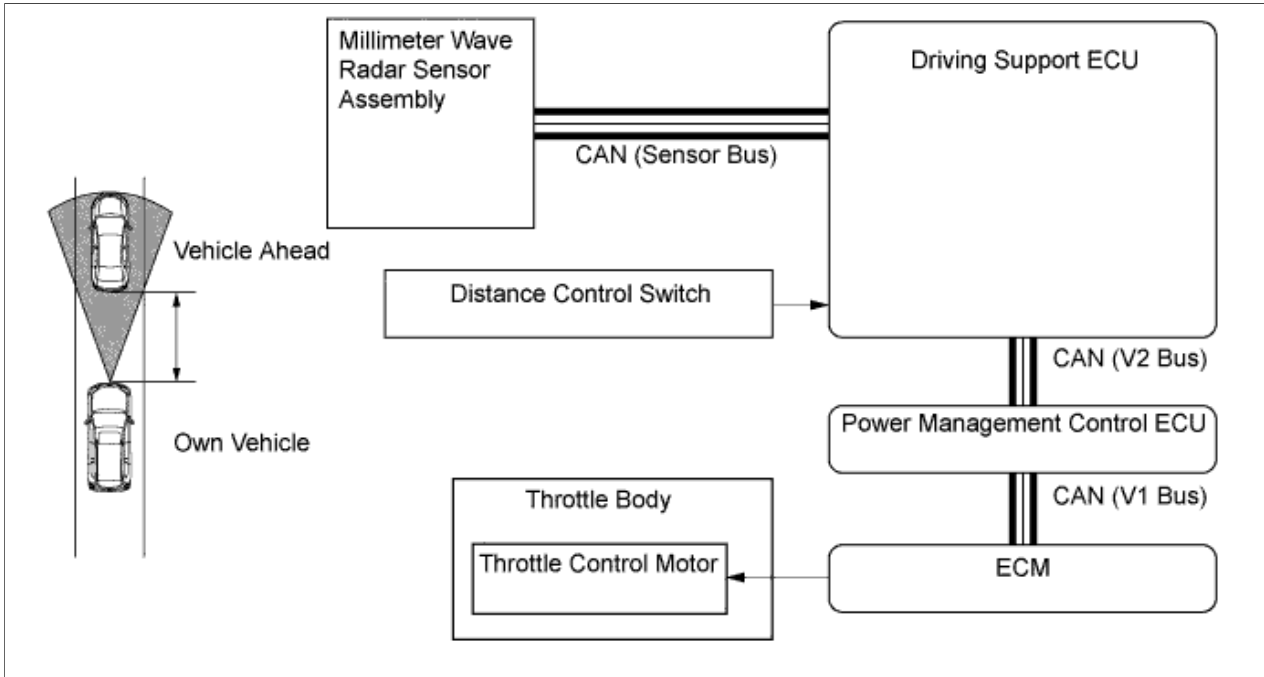 Millimeter Wave
Radar Sensor
Assembly
Driving Support ECU
CAN (Sensor Bus)
Vehicle Ahead
Distance Control Switch
CAN (V2 Bus)
Power Management Control ECU
Own Vehicle
CAN (V1 Bus)
Throttle Body
Throttle Control Motor
ECM